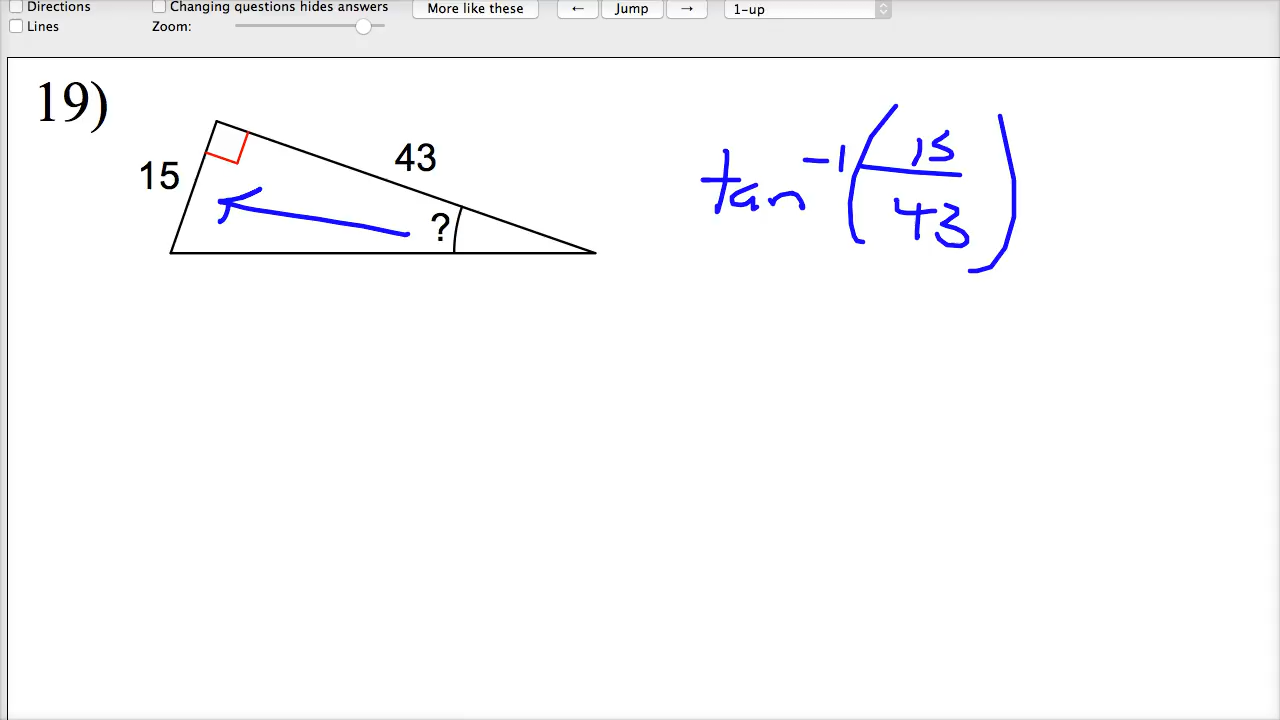 Directions
Changing questions hides answers
More like these
←
Jump
→
1-up
Lines
Zoom:
19)
15
43
?
tan⁻¹(15/43)